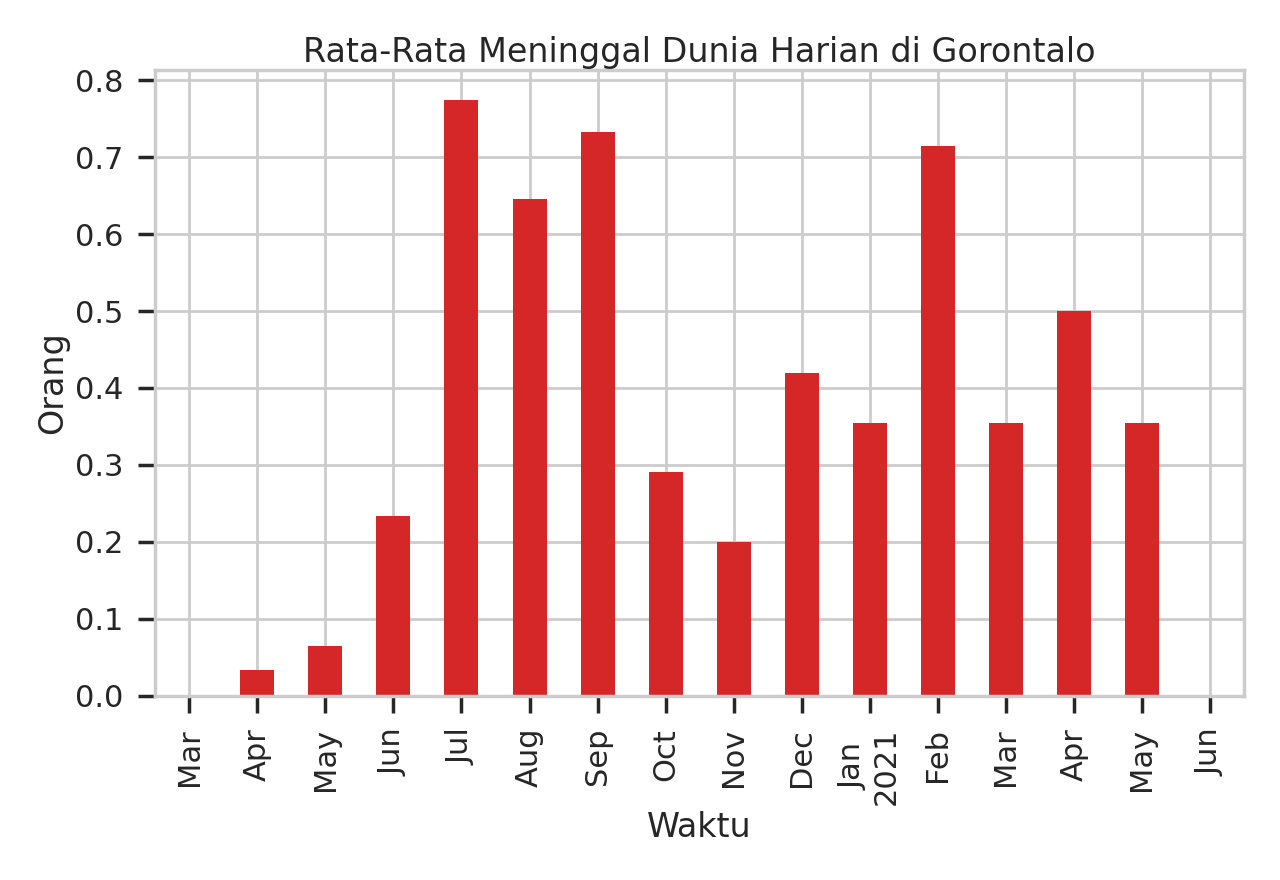 Rata-Rata Meninggal Dunia Harian di Gorontalo
0.8
0.7
0.6
0.5
0.4
0.3
0.2
0.1
0.0
Orang
Mar
Apr
May
Jun
Jul
Aug
Sep
Oct
Nov
Dec
Jan
2021
Feb
Mar
Apr
May
Jun
Waktu